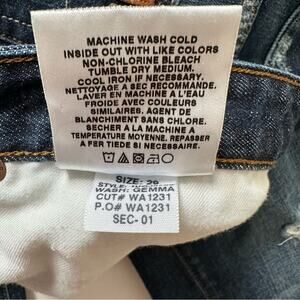 MACHINE WASH COLD
INSIDE OUT WITH LIKE COLORS
NON-CHLORINE BLEACH
TUMBLE DRY MEDIUM.
COOL IRON IF NECESSARY.
NETTOYAGE A SEC RECOMMANDE.
LAVER EN MACHINE A L'EAU
FROIDE AVEC COULEURS
SIMILAIRES. AGENT DE
BLANCHIMENT SANS CHLORE.
SECHER A LA MACHINE A
TEMPERATURE MOYENNE. REPASSER
A FER TIEDE SI NECESSAIRE.
SIZE: 29
STYLE:
WASH: GEMMA
CUT# WA1231
P.O# WA1231
SEC- 01